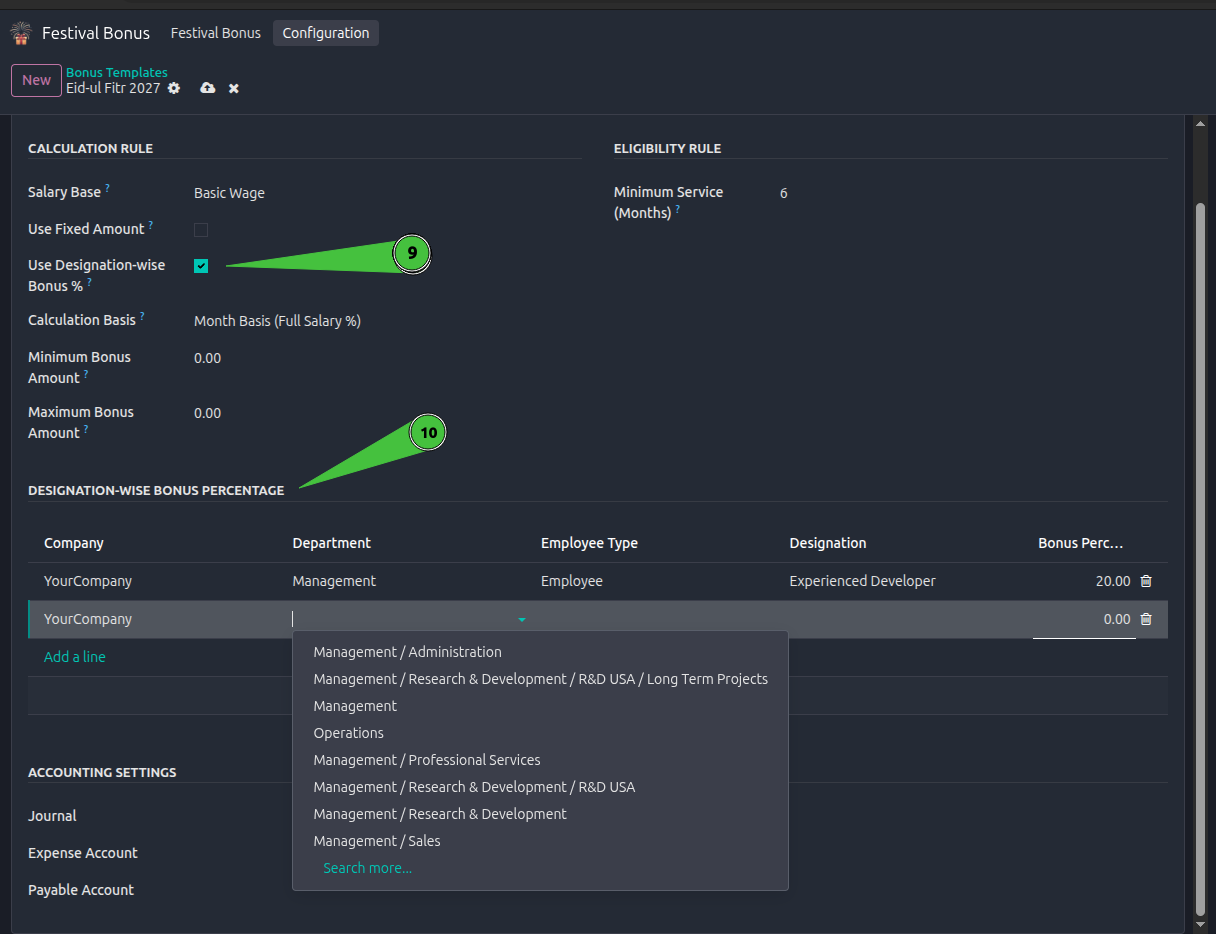 Festival Bonus Festival Bonus Configuration
New Bonus Templates
Eid-ul Fitr 2027
CALCULATION RULE
Salary Base ? Basic Wage
Use Fixed Amount ?
Use Designation-wise
Bonus % ?
9
Calculation Basis ? Month Basis (Full Salary %)
Minimum Bonus
Amount ?
0.00
Maximum Bonus
Amount ?
0.00
10
ELIGIBILITY RULE
Minimum Service
(Months) ?
6
DESIGNATION-WISE BONUS PERCENTAGE
Company Department Employee Type Designation Bonus Perc...
YourCompany Management Employee Experienced Developer 20.00
YourCompany 0.00
Add a line
Management / Administration
Management / Research & Development / R&D USA / Long Term Projects
Management
Operations
Management / Professional Services
Management / Research & Development / R&D USA
Management / Research & Development
Management / Sales
Search more...
ACCOUNTING SETTINGS
Journal
Expense Account
Payable Account